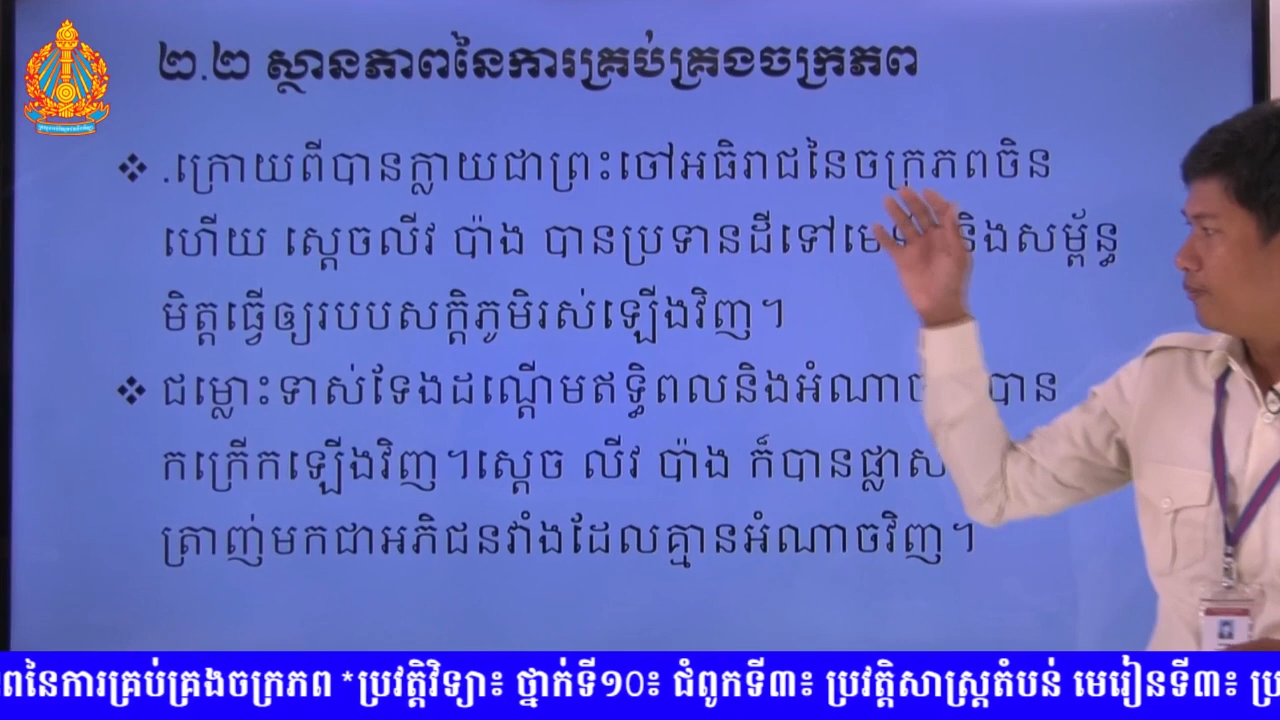 ២.២ ស្ថានភាពនៃការគ្រប់គ្រងចក្រភព
❖ .ក្រោយពីបានក្លាយជាព្រះចៅអធិរាជនៃចក្រភពចិន
ហើយ ស្តេចលីវ ប៉ាង បានប្រទានដីទៅ និងសម្ព័ន្ធ
មិត្តធ្វើឲ្យរបបសក្តិភូមិរស់ឡើងវិញ។
❖ ជម្លោះទាស់ទែងដណ្តើមឥទ្ធិពលនិងអំណាច បាន
កក្រើកឡើងវិញ។ស្តេច លីវ ប៉ាង ក៏បានផ្លាស
ត្រាញ់មកជាអភិជនវាំងដែលគ្មានអំណាចវិញ។
ពនៃការគ្រប់គ្រងចក្រភព *ប្រវត្តិវិទ្យា៖ ថ្នាក់ទី១០៖ ជំពូកទី៣៖ ប្រវត្តិសាស្ត្រតំបន់ មេរៀនទី៣៖ ប្រ